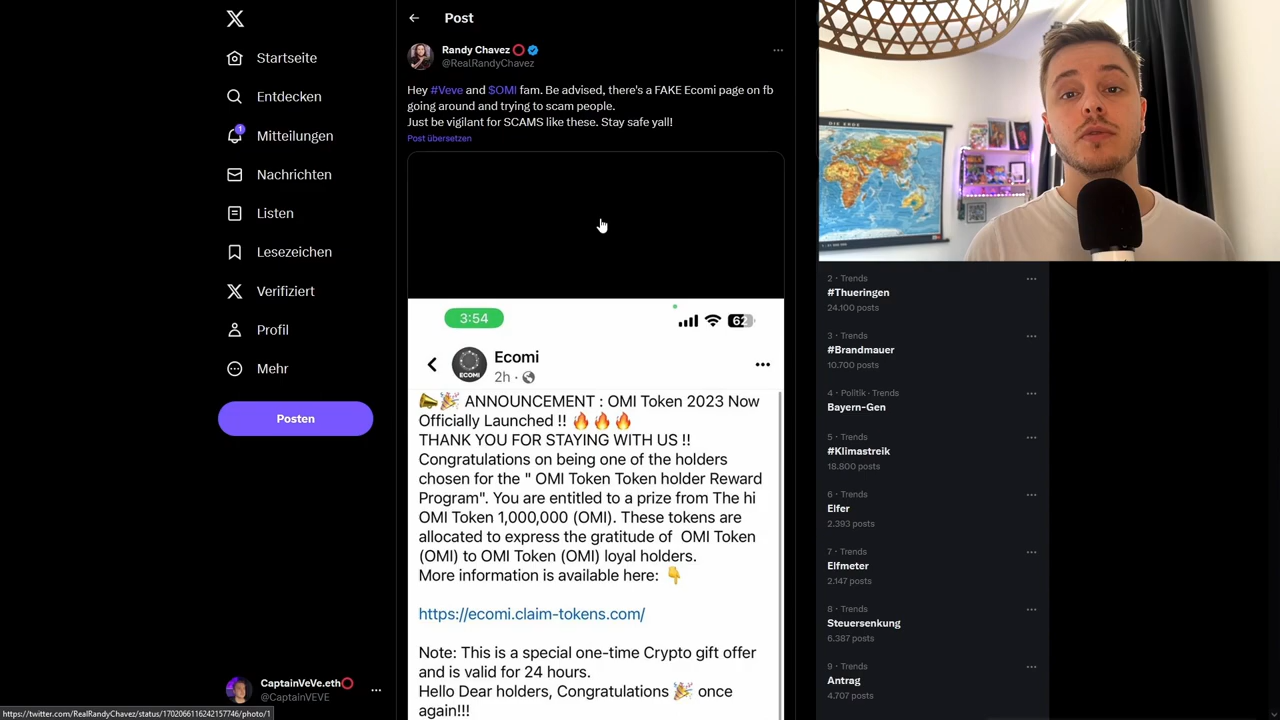 Startseite
Entdecken
1
Mitteilungen
Nachrichten
Listen
Lesezeichen
Verifiziert
Profil
Mehr
Posten
CaptainVeVe.eth
@CaptainVEVE
https://twitter.com/RealRandyChavez/status/1702066116242157746/photo/1
Post
Randy Chavez
@RealRandyChavez
Hey #Veve and $OMI fam. Be advised, there's a FAKE Ecomi page on fb
going around and trying to scam people.
Just be vigilant for SCAMS like these. Stay safe yall!
Post übersetzen
3:54
62
ECOMI
Ecomi
2h ·
ANNOUNCEMENT : OMI Token 2023 Now
Officially Launched !!
THANK YOU FOR STAYING WITH US !!
Congratulations on being one of the holders
chosen for the " OMI Token Token holder Reward
Program". You are entitled to a prize from The hi
OMI Token 1,000,000 (OMI). These tokens are
allocated to express the gratitude of OMI Token
(OMI) to OMI Token (OMI) loyal holders.
More information is available here:
https://ecomi.claim-tokens.com/
Note: This is a special one-time Crypto gift offer
and is valid for 24 hours.
Hello Dear holders, Congratulations once
again!!!
DIE ERDE
2 · Trends
#Thueringen
24.100 posts
3 · Trends
#Brandmauer
10.700 posts
4 · Politik · Trends
Bayern-Gen
5 · Trends
#Klimastreik
18.800 posts
6 · Trends
Elfer
2.393 posts
7 · Trends
Elfmeter
2.147 posts
8 · Trends
Steuersenkung
6.387 posts
9 · Trends
Antrag
4.707 posts